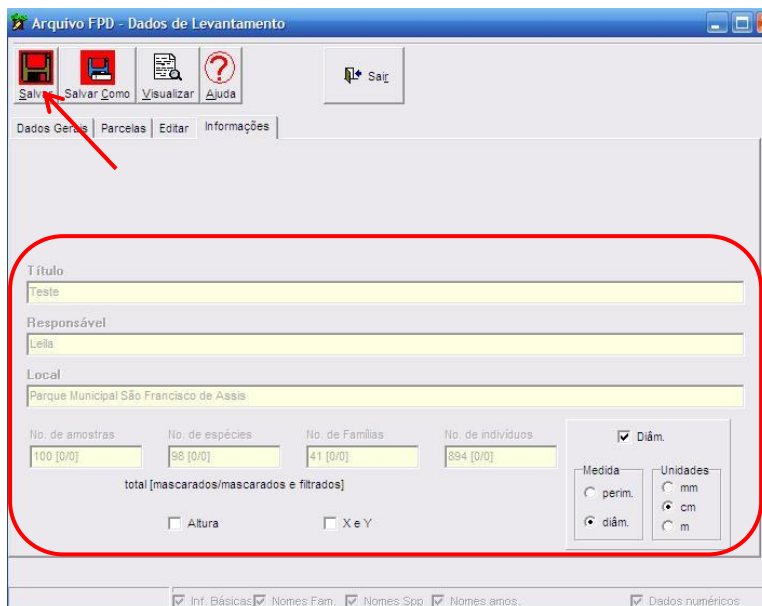 Arquivo FPD - Dados de Levantamento
Salvar Salvar Como Visualizar Ajuda Sair
Dados Gerais Parcelas Editar Informações
Título
Teste
Responsável
Leila
Local
Parque Municipal São Francisco de Assis
No. de amostras No. de espécies No. de Famílias No. de indivíduos Diâm.
100 [0/0] 98 [0/0] 41 [0/0] 894 [0/0]
Medida Unidades
total [mascarados/mascarados e filtrados]
perim. mm
cm
Altura X e Y diâm. m
Inf. Básicas Nomes Fam. Nomes Spp Nomes amos. Dados numéricos